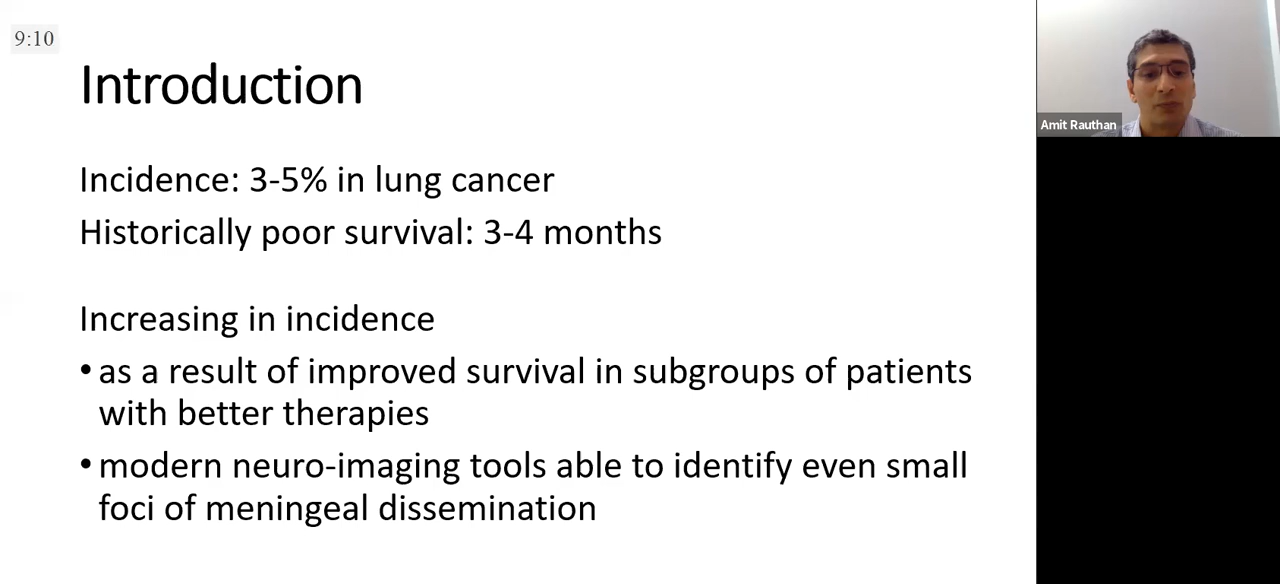 9:10
Introduction
Amit Rauthan
Incidence: 3-5% in lung cancer
Historically poor survival: 3-4 months
Increasing in incidence
•as a result of improved survival in subgroups of patients
with better therapies
•modern neuro-imaging tools able to identify even small
foci of meningeal dissemination